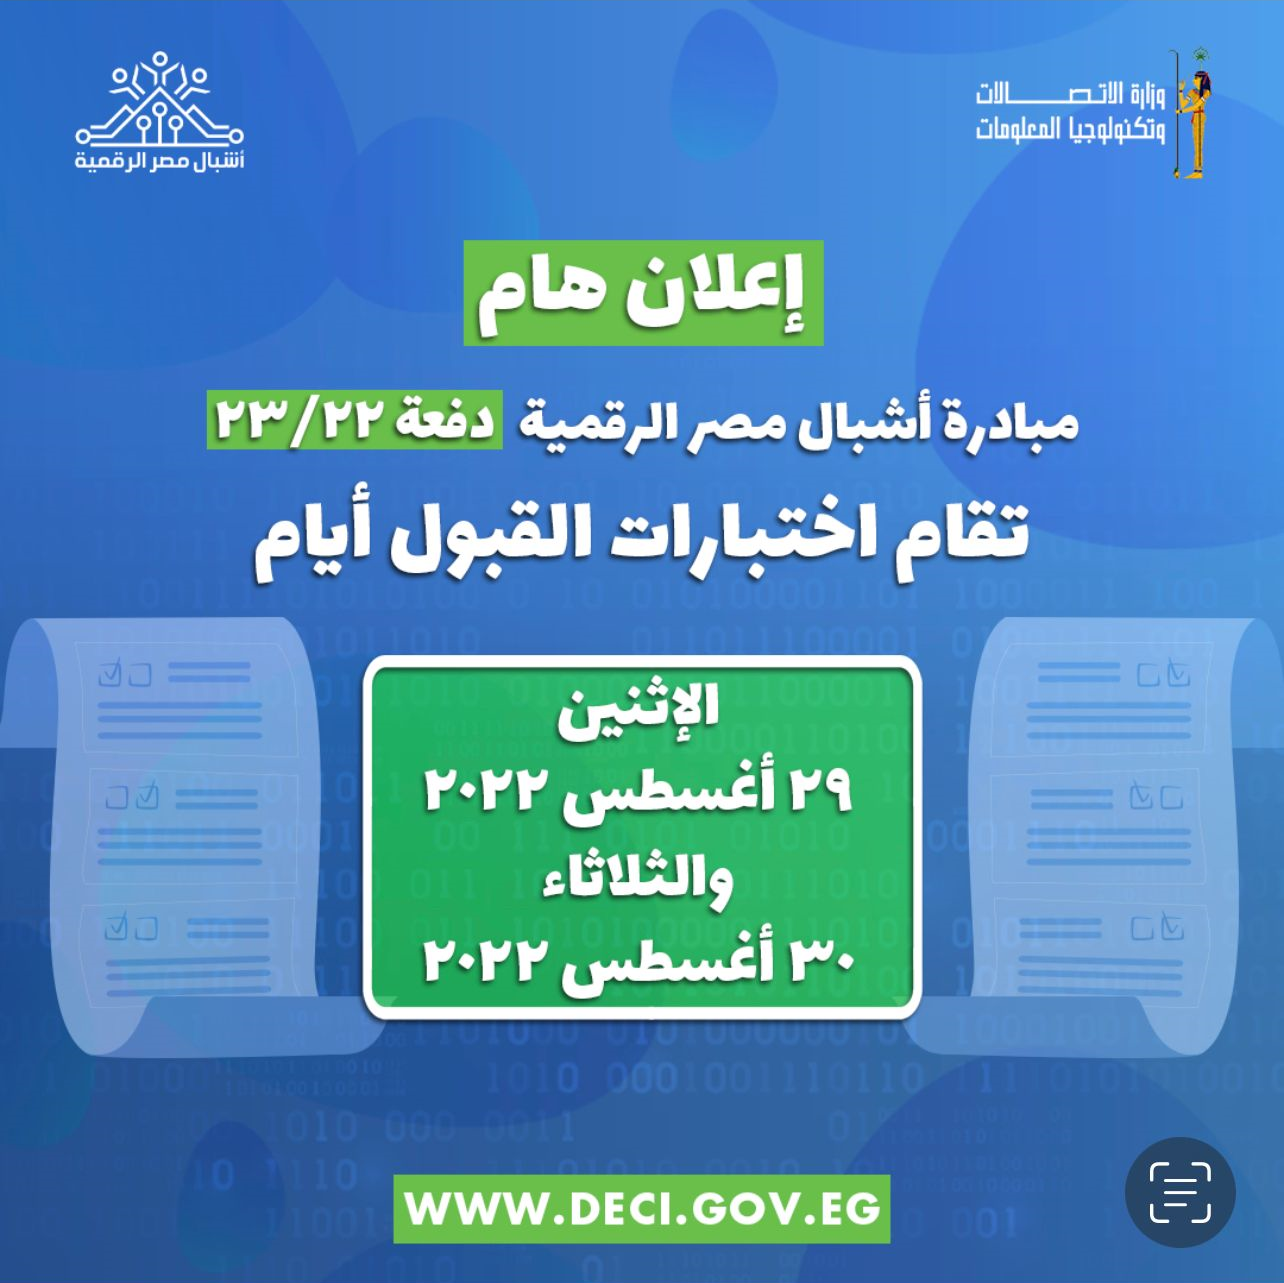 وزارة الاتصالات
وتكنولوجيا المعلومات
أشبال مصر الرقمية
إعلان هام
مبادرة أشبال مصر الرقمية دفعة ٢٣/٢٢
تقام اختبارات القبول أيام
الإثنين
٢٩ أغسطس ٢٠٢٢
والثلاثاء
٣٠ أغسطس ٢٠٢٢
WWW.DECI.GOV.EG